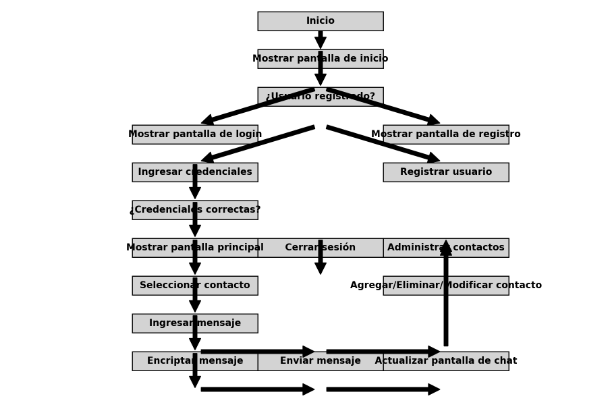 Inicio
Mostrar pantalla de inicio
¿Usuario registrado?
Mostrar pantalla de login
Mostrar pantalla de registro
Ingresar credenciales
Registrar usuario
¿Credenciales correctas?
Mostrar pantalla principal
Cerrar sesión
Administrar contactos
Seleccionar contacto
Agregar/Eliminar/Modificar contacto
Ingresar mensaje
Encriptar mensaje
Enviar mensaje
Actualizar pantalla de chat